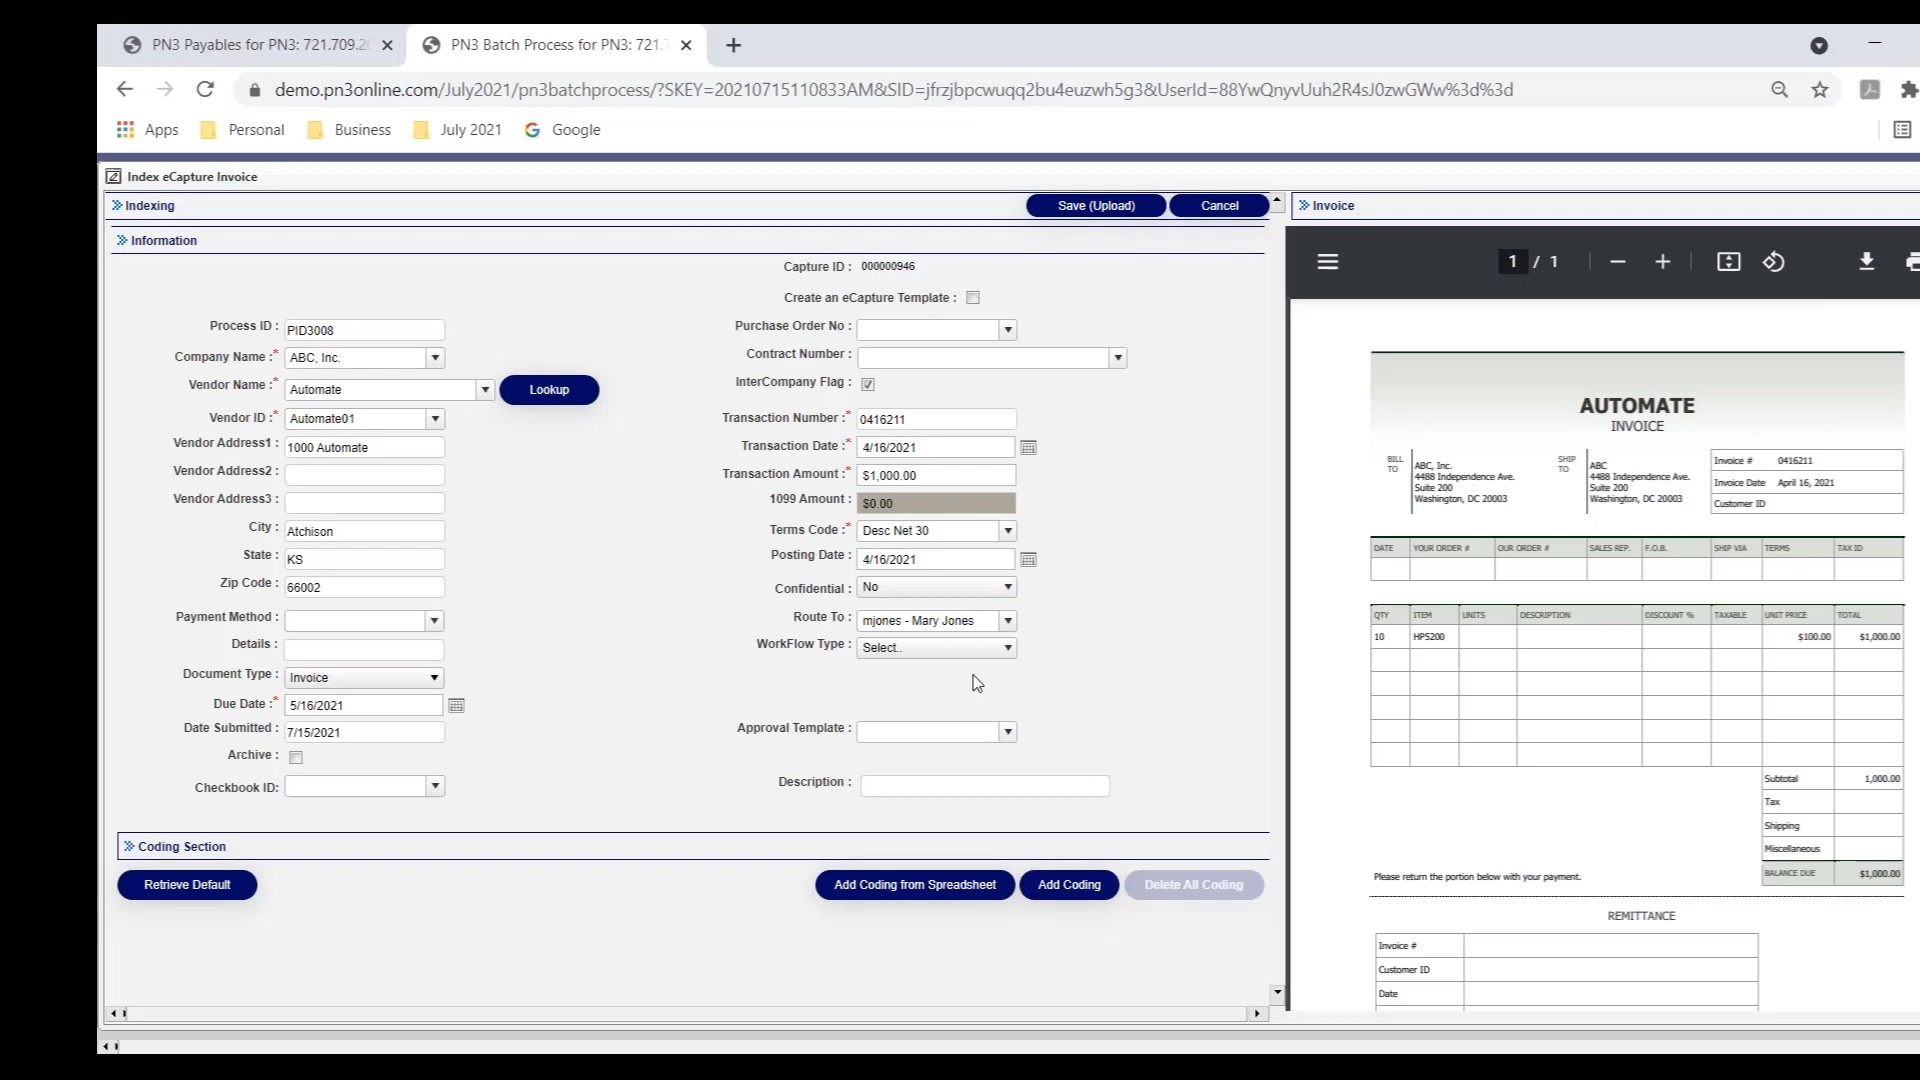 PN3 Payables for PN3: 721.709.20
PN3 Batch Process for PN3: 721.7
demo.pn3online.com/July2021/pn3batchprocess/?SKEY=20210715110833AM&SID=jfrzjbpcwuqq2bu4euzwh5g3&UserId=88YwQnyvUuh2R4sJ0zwGWw%3d%3d
Apps Personal Business July 2021 Google
Index eCapture Invoice
Indexing Save (Upload) Cancel
Information
Capture ID : 000000946
Create an eCapture Template :
Process ID : PID3008
Company Name :* ABC, Inc.
Vendor Name :* Automate Lookup
Vendor ID :* Automate01
Vendor Address1 : 1000 Automate
Vendor Address2 :
Vendor Address3 :
City : Atchison
State : KS
Zip Code : 66002
Payment Method :
Details :
Document Type : Invoice
Due Date :* 5/16/2021
Date Submitted : 7/15/2021
Archive :
Checkbook ID:
Purchase Order No :
Contract Number :
InterCompany Flag :
Transaction Number :* 0416211
Transaction Date :* 4/16/2021
Transaction Amount :* $1,000.00
1099 Amount : $0.00
Terms Code :* Desc Net 30
Posting Date : 4/16/2021
Confidential : No
Route To : mjones - Mary Jones
WorkFlow Type : Select..
Approval Template :
Description :
Coding Section
Retrieve Default Add Coding from Spreadsheet Add Coding Delete All Coding
Invoice
1 / 1
AUTOMATE
INVOICE
BILL TO
ABC, Inc.
4488 Independence Ave.
Suite 200
Washington, DC 20003
SHIP TO
ABC
4488 Independence Ave.
Suite 200
Washington, DC 20003
Invoice # 0416211
Invoice Date April 16, 2021
Customer ID
DATE YOUR ORDER # OUR ORDER # SALES REP. F.O.B. SHIP VIA TERMS TAX ID
QTY ITEM UNITS DESCRIPTION DISCOUNT % TAXABLE UNIT PRICE TOTAL
10 HPS200 $100.00 $1,000.00
Subtotal 1,000.00
Tax
Shipping
Miscellaneous
BALANCE DUE $1,000.00
Please return the portion below with your payment.
REMITTANCE
Invoice #
Customer ID
Date